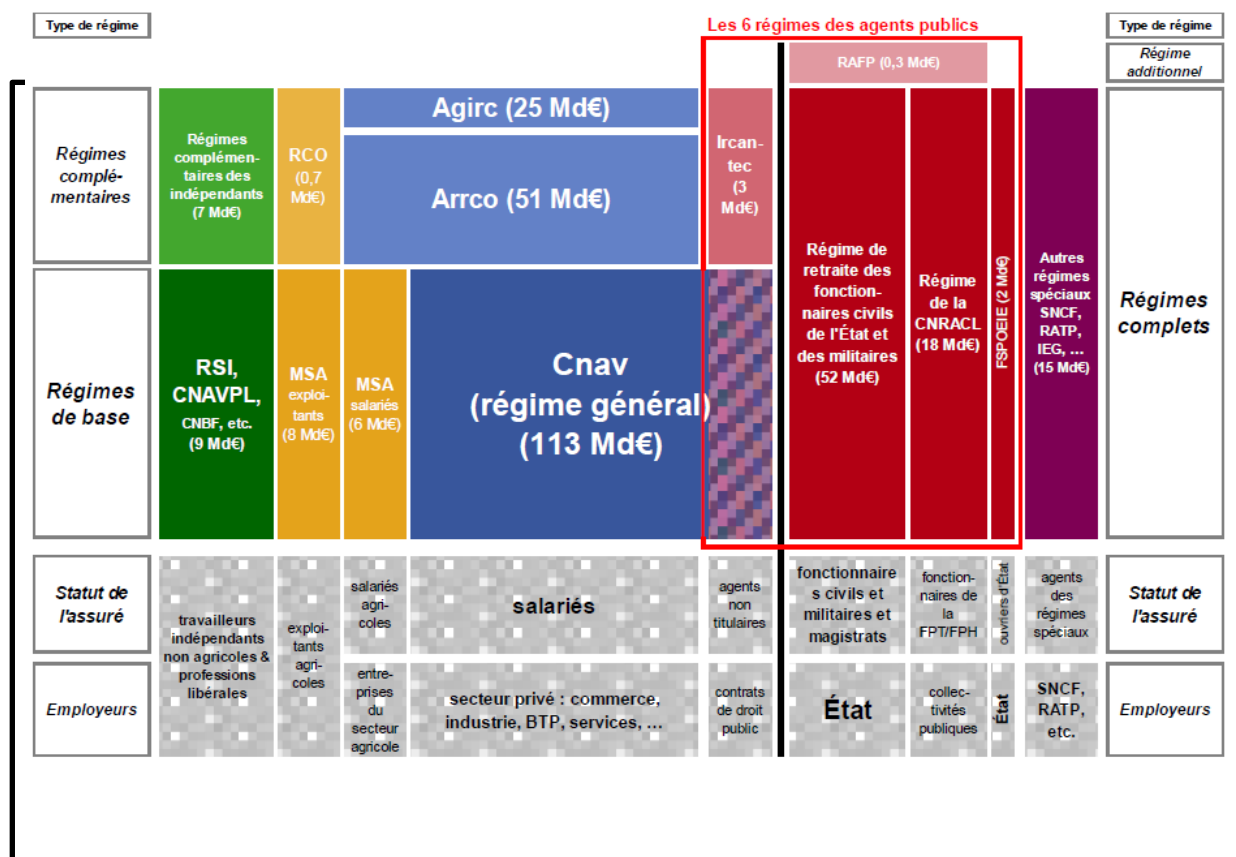 Type de régime
Les 6 régimes des agents publics
Type de régime
RAFP (0,3 Md€)
Régime
additionnel
Régimes
complé-
mentaires
Régimes
complémen-
taires des
indépendants
(7 Md€)
RCO
(0,7
Md€)
Agirc (25 Md€)
Arrco (51 Md€)
Ircan-
tec
(3
Md€)
Régimes
de base
RSI,
CNAVPL,
CNBF, etc.
(9 Md€)
MSA
exploi-
tants
(8 Md€)
MSA
salariés
(6 Md€)
Cnav
(régime général)
(113 Md€)
Régime de
retraite des
fonction-
naires civils
de l'État et
des militaires
(52 Md€)
Régime
de la
CNRACL
(18 Md€)
FSPOEIE (2 Md€)
Autres
régimes
spéciaux
SNCF,
RATP,
IEG, ...
(15 Md€)
Régimes
complets
Statut de
l'assuré
travailleurs
indépendants
non agricoles &
professions
libérales
exploi-
tants
agri-
coles
salariés
agri-
coles
salariés
agents
non
titulaires
fonctionnaire
s civils et
militaires et
magistrats
fonction-
naires de
la
FPT/FPH
ouvriers d'État
agents
des
régimes
spéciaux
Statut de
l'assuré
Employeurs
entre-
prises
du
secteur
agricole
secteur privé : commerce,
industrie, BTP, services, ...
contrats
de droit
public
État
collec-
tivités
publiques
État
SNCF,
RATP,
etc.
Employeurs